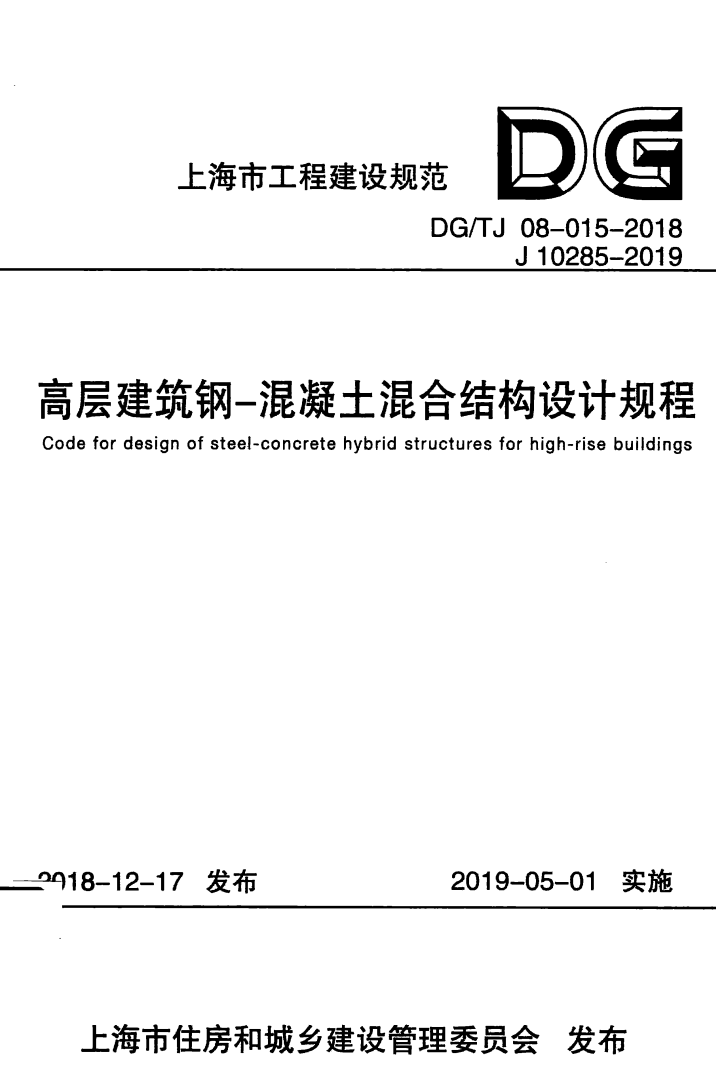 上海市工程建设规范 DG
DG/TJ 08-015-2018
J 10285-2019
高层建筑钢-混凝土混合结构设计规程
Code for design of steel-concrete hybrid structures for high-rise buildings
2018-12-17 发布 2019-05-01 实施
上海市住房和城乡建设管理委员会 发布